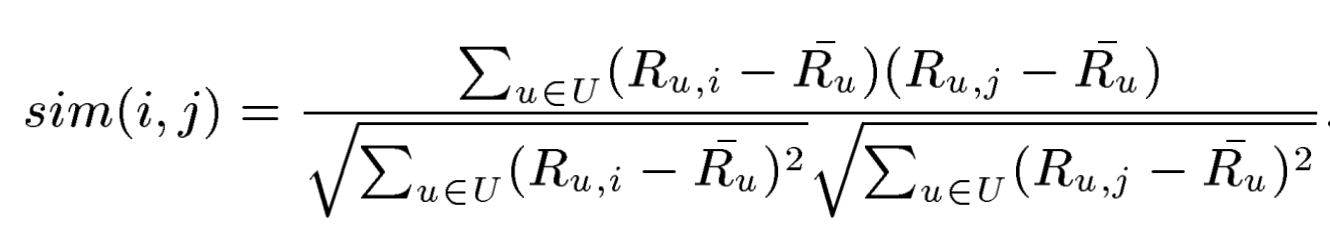 sim(i, j) = \frac{\sum_{u \in U} (R_{u,i} - \bar{R_u})(R_{u,j} - \bar{R_u})}{\sqrt{\sum_{u \in U} (R_{u,i} - \bar{R_u})^2} \sqrt{\sum_{u \in U} (R_{u,j} - \bar{R_u})^2}}.